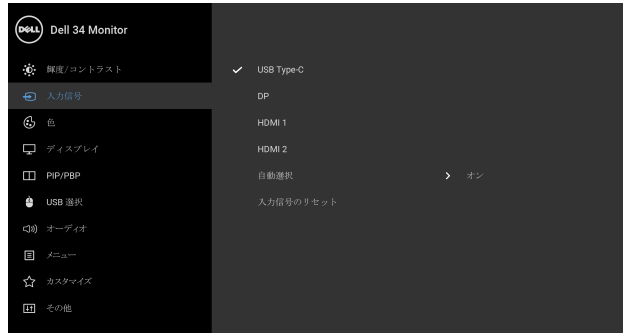 DELL Dell 34 Monitor
輝度/コントラスト
入力信号
色
ディスプレイ
PIP/PBP
USB 選択
オーディオ
メニュー
カスタマイズ
その他
USB Type-C
DP
HDMI 1
HDMI 2
自動選択 オン
入力信号のリセット